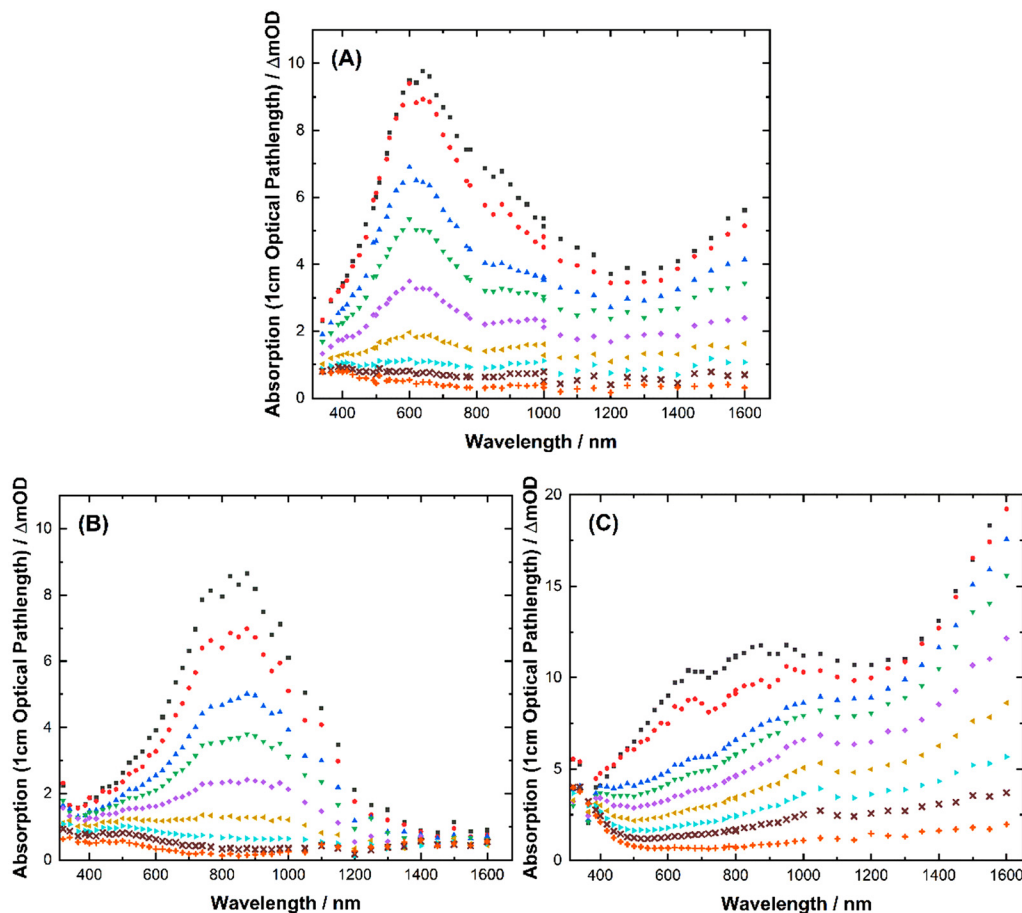 (A)
Absorption (1cm Optical Pathlength) / ΔmOD
10
8
6
4
2
0
400 600 800 1000 1200 1400 1600
Wavelength / nm
(B)
Absorption (1cm Optical Pathlength) / ΔmOD
10
8
6
4
2
0
400 600 800 1000 1200 1400 1600
Wavelength / nm
(C)
Absorption (1cm Optical Pathlength) / ΔmOD
20
15
10
5
0
400 600 800 1000 1200 1400 1600
Wavelength / nm